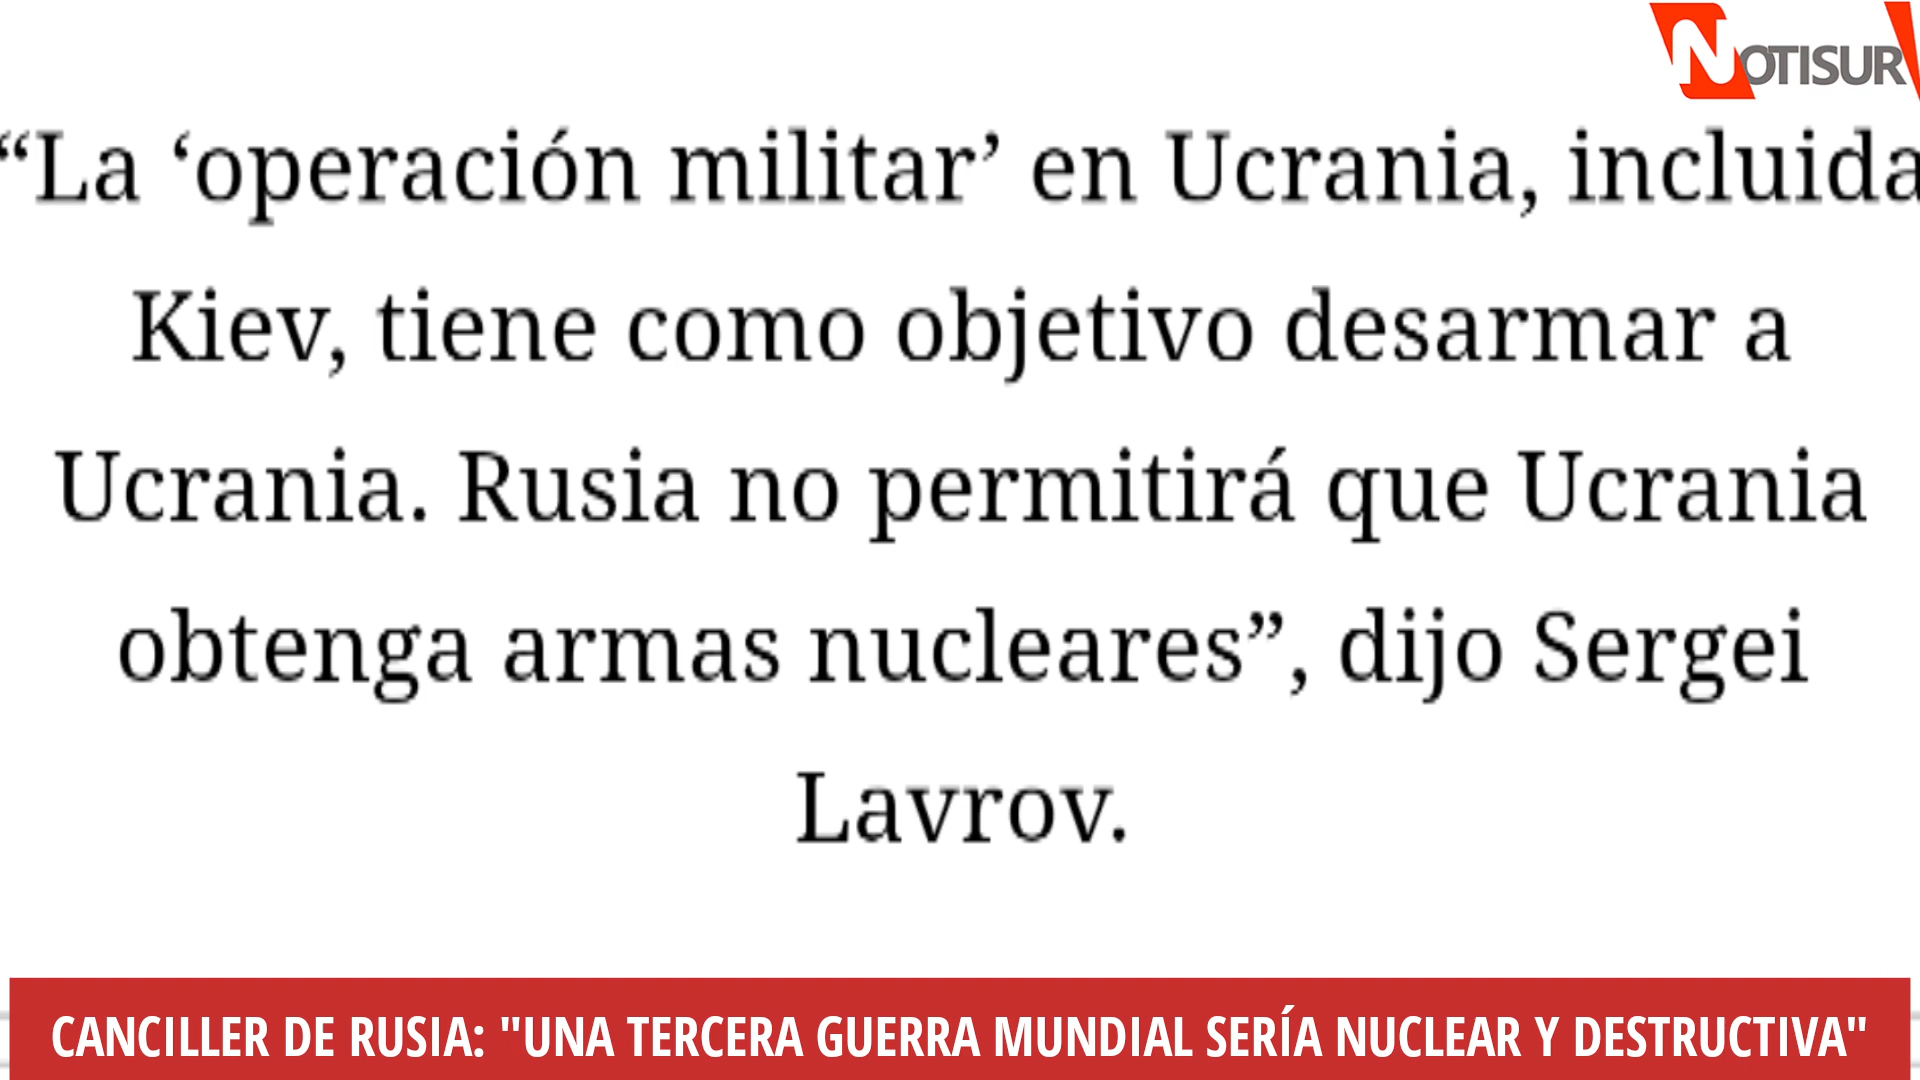 NOTISUR
“La ‘operación militar’ en Ucrania, incluida
Kiev, tiene como objetivo desarmar a
Ucrania. Rusia no permitirá que Ucrania
obtenga armas nucleares”, dijo Sergei
Lavrov.
CANCILLER DE RUSIA: "UNA TERCERA GUERRA MUNDIAL SERÍA NUCLEAR Y DESTRUCTIVA"